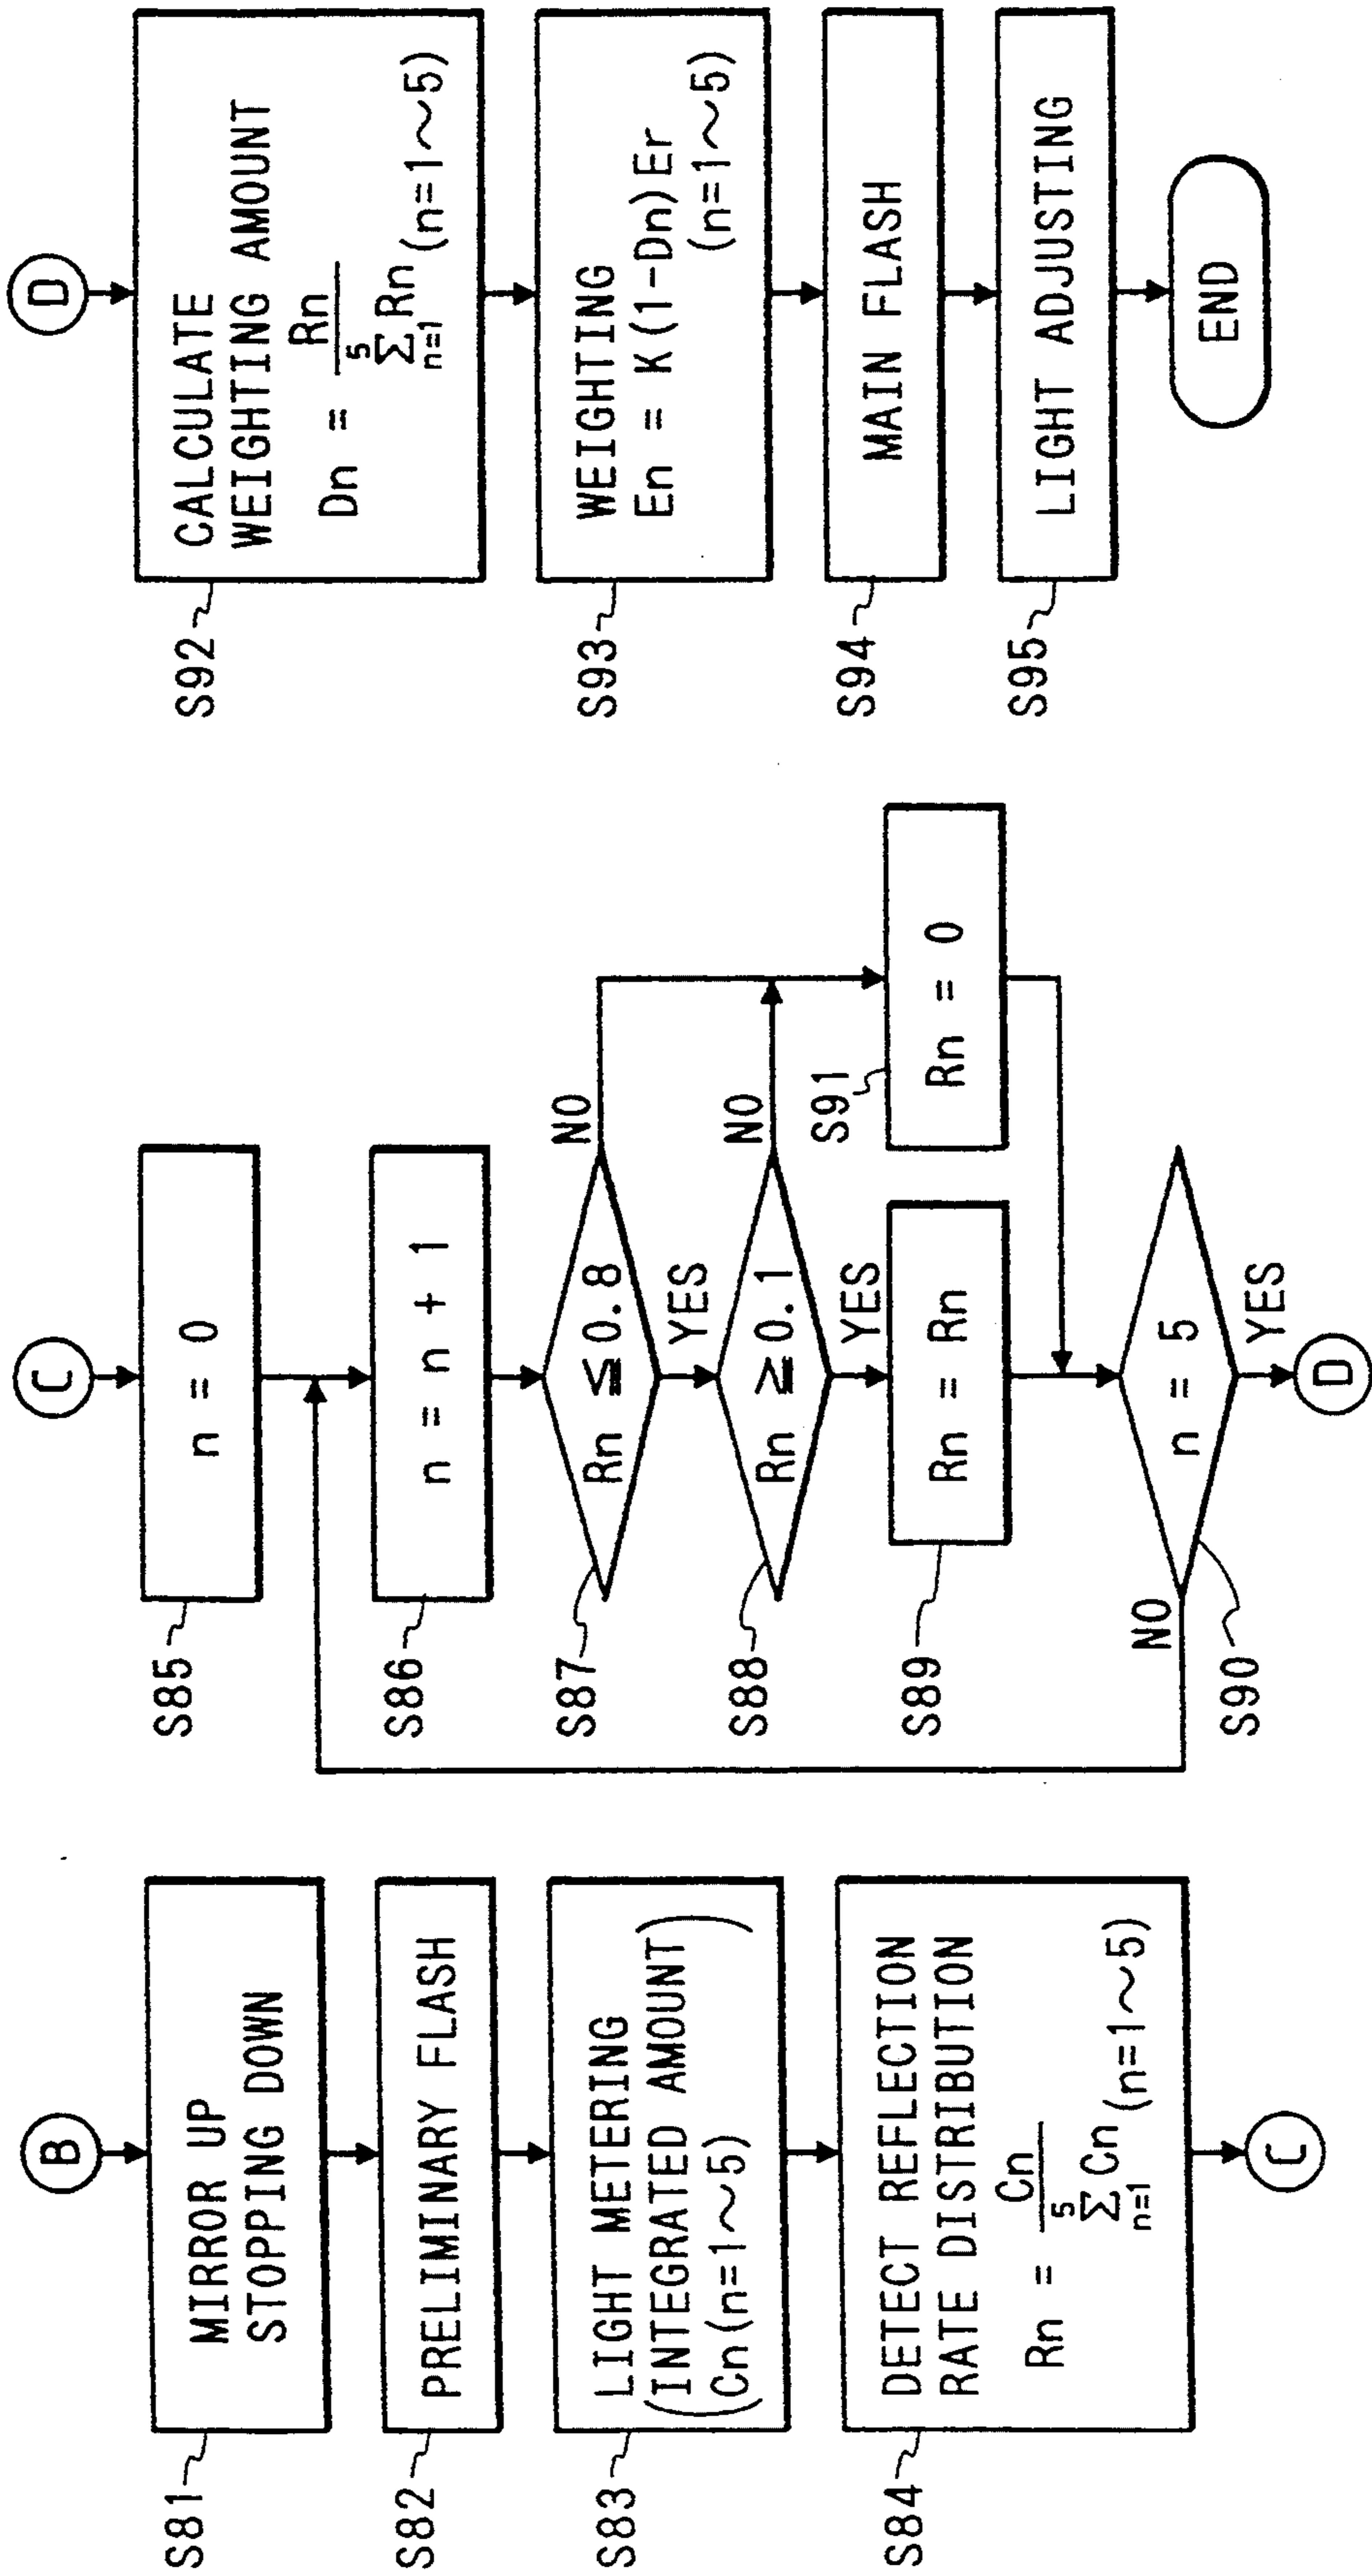 B
S81
MIRROR UP
STOPPING DOWN
S82
PRELIMINARY FLASH
S83
LIGHT METERING
(INTEGRATED AMOUNT)
Cn(n=1~5)
S84
DETECT REFLECTION
RATE DISTRIBUTION
Rn = Cn / 5 Σ n=1 Cn (n=1~5)
C
C
S85
n = 0
S86
n = n + 1
S87
Rn ≦ 0.8
NO
YES
S88
Rn ≧ 0.1
NO
YES
S89
Rn = Rn
S91
Rn = 0
S90
n = 5
NO
YES
D
D
S92
CALCULATE
WEIGHTING AMOUNT
Dn = Rn / 5 Σ n=1 Rn (n=1~5)
S93
WEIGHTING
En = K(1-Dn)Er
(n=1~5)
S94
MAIN FLASH
S95
LIGHT ADJUSTING
END